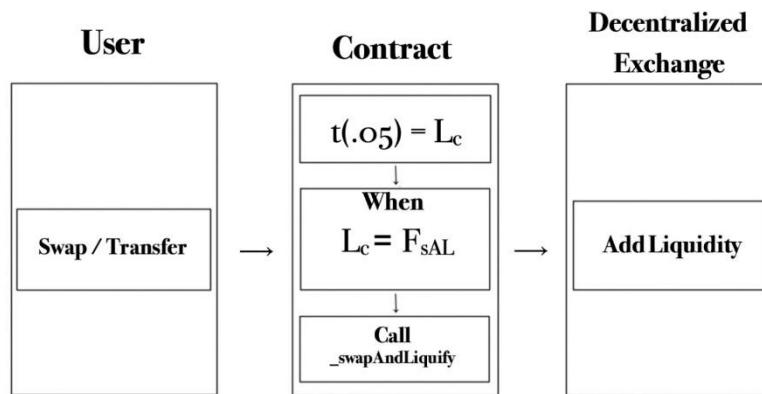 User
Swap / Transfer
→
Contract
t(.05) = Lc
↓
When
Lc = FsAL
↓
Call
_swapAndLiquify
→
Decentralized
Exchange
Add Liquidity